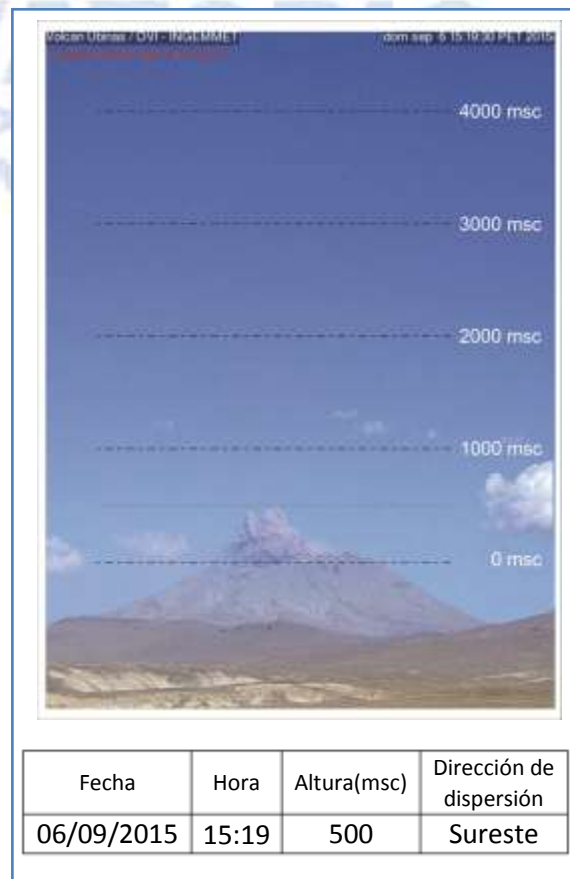 Volcan Ubinas / OVI - INGEMMET
dom sep 6 15:19:30 PET 2015
4000 msc
3000 msc
2000 msc
1000 msc
0 msc
Fecha Hora Altura(msc) Dirección de
dispersión
06/09/2015 15:19 500 Sureste